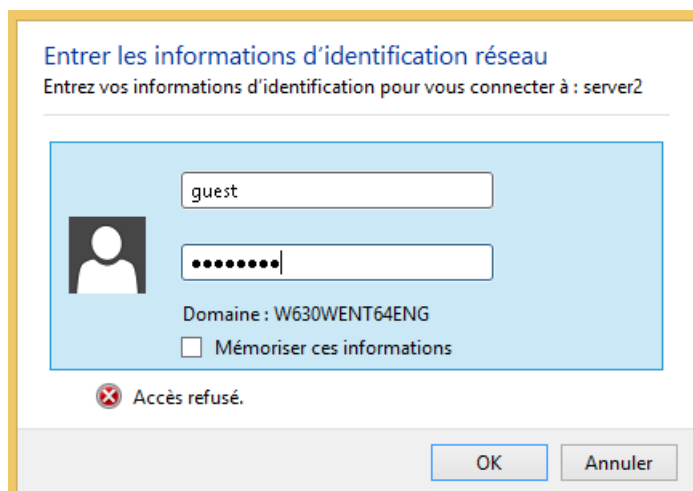 Entrer les informations d’identification réseau
Entrez vos informations d’identification pour vous connecter à : server2
guest
●●●●●●●●
Domaine : W630WENT64ENG
Mémoriser ces informations
Accès refusé.
OK
Annuler